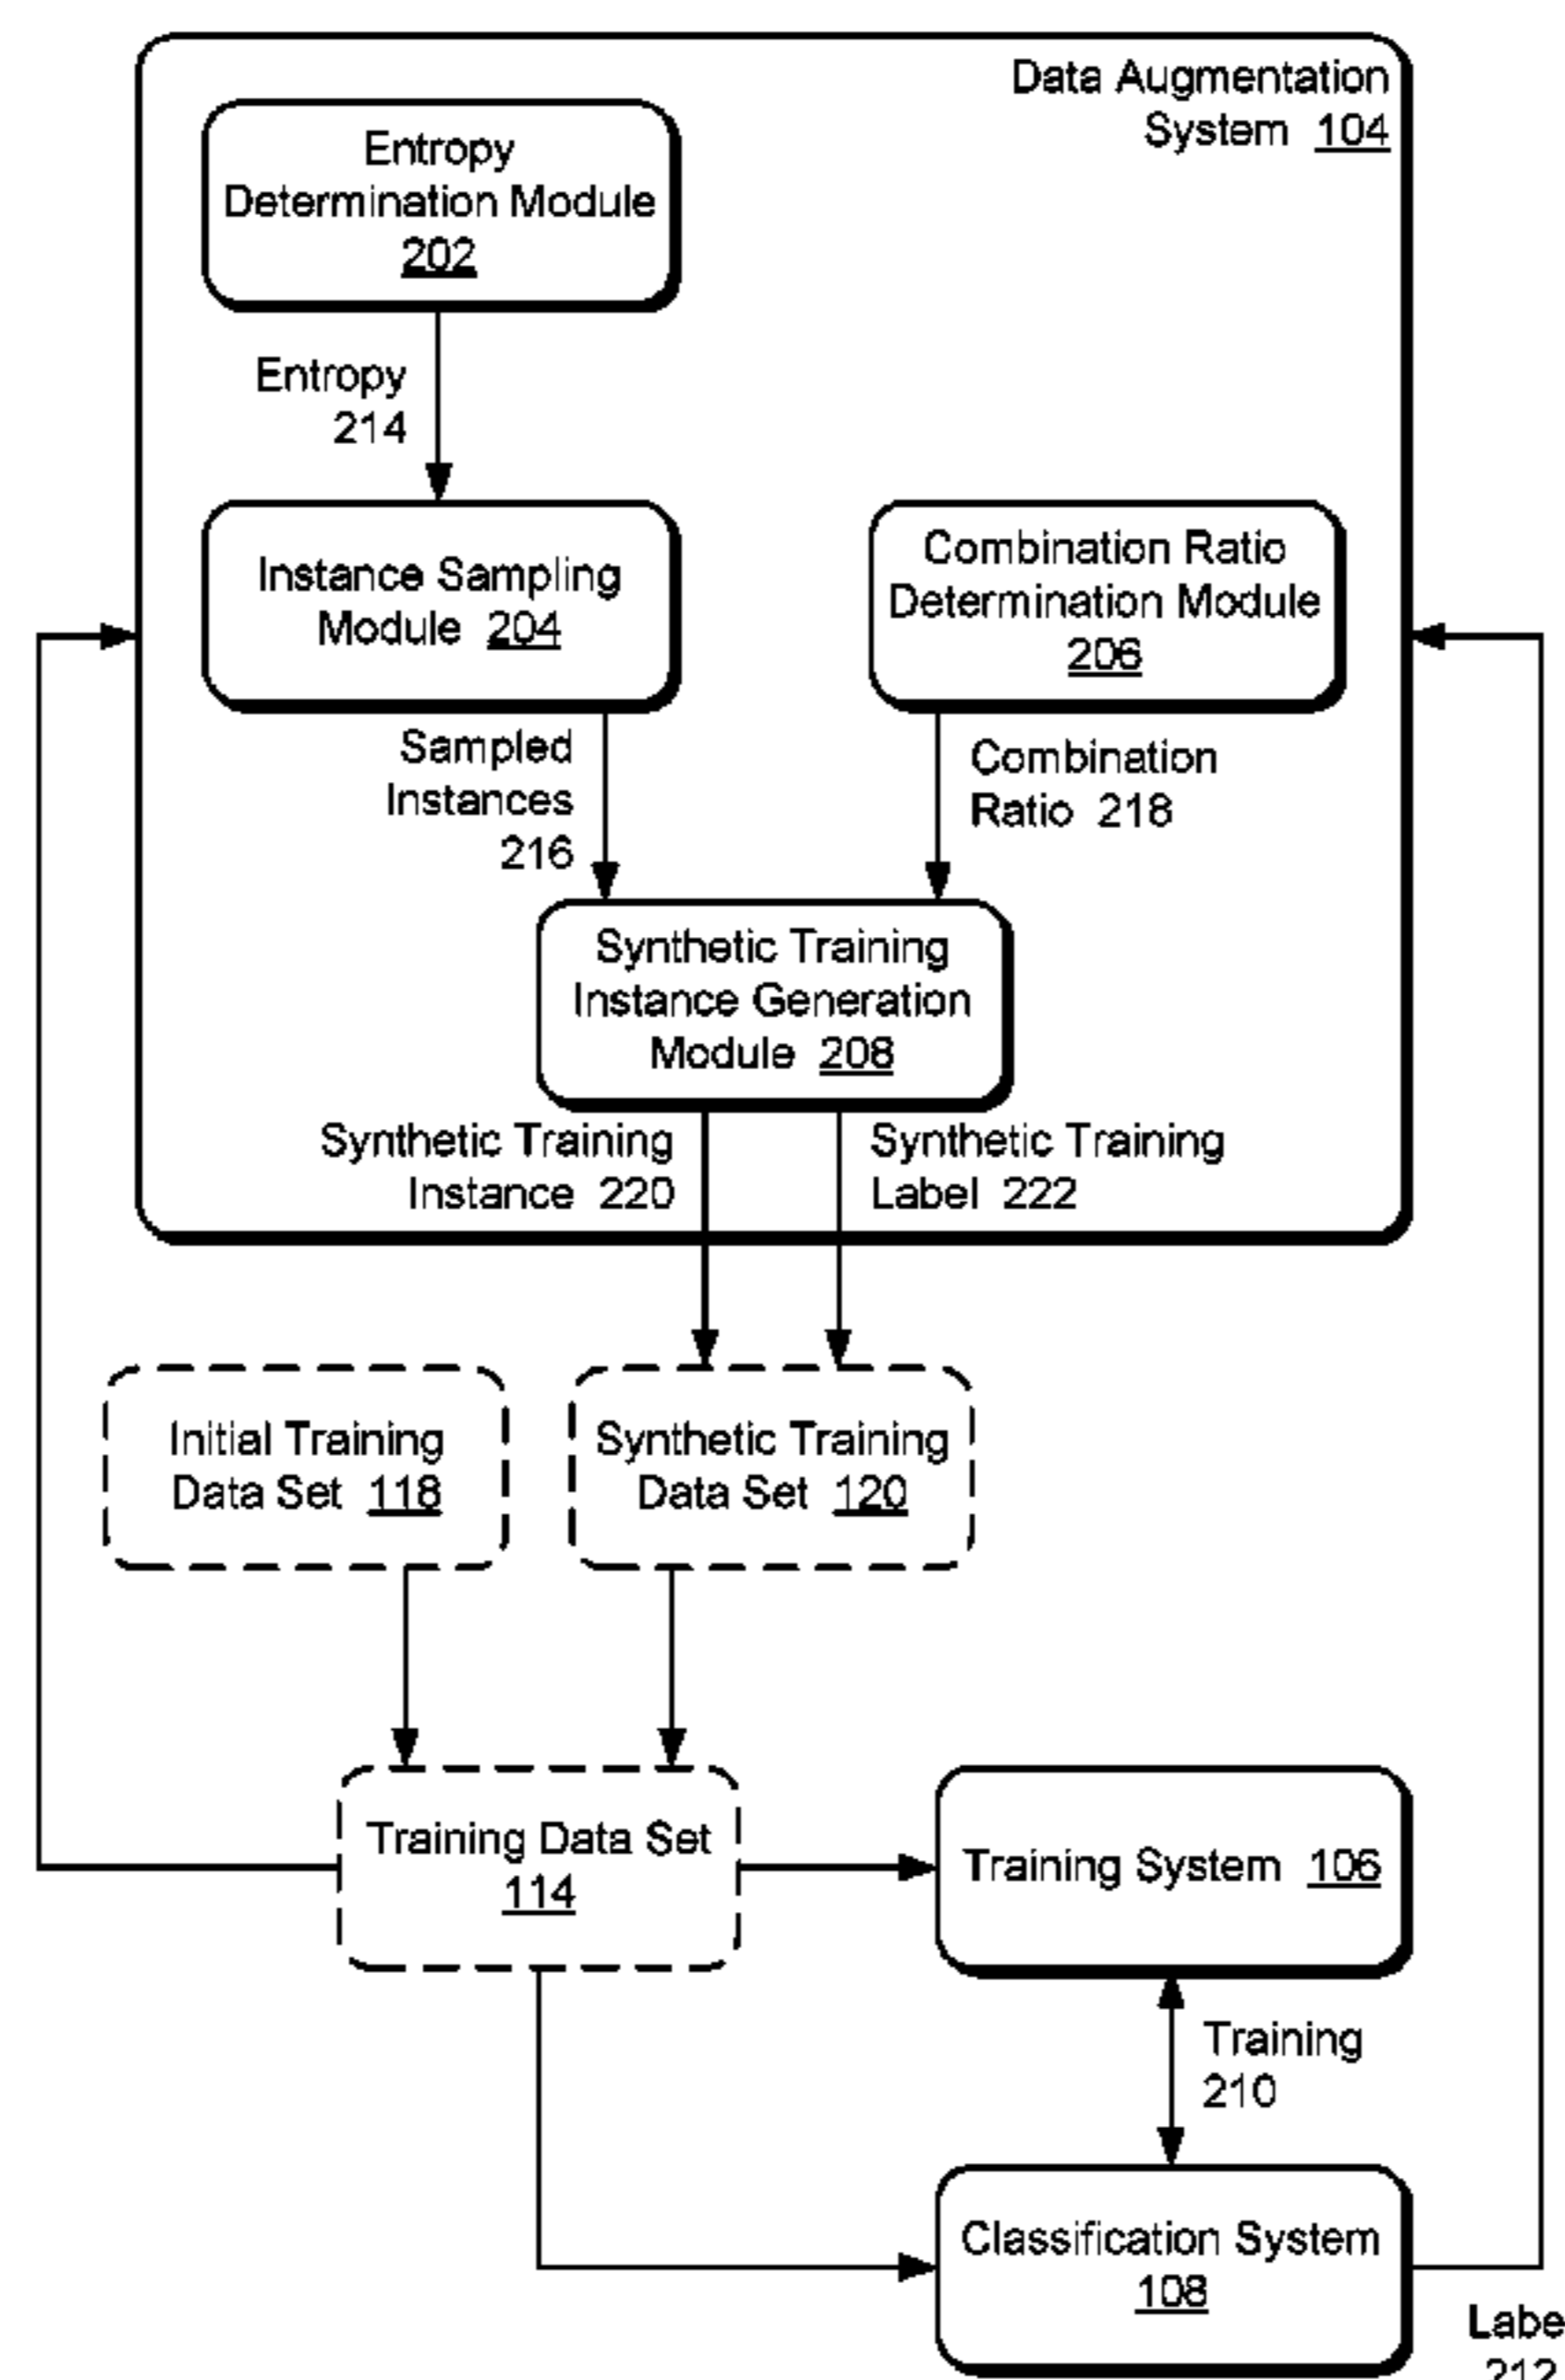 Data Augmentation
System 104
Entropy
Determination Module
202
Entropy
214
Instance Sampling
Module 204
Combination Ratio
Determination Module
206
Sampled
Instances
216
Combination
Ratio 218
Synthetic Training
Instance Generation
Module 208
Synthetic Training
Instance 220
Synthetic Training
Label 222
Initial Training
Data Set 118
Synthetic Training
Data Set 120
Training Data Set
114
Training System 106
Training
210
Classification System
108
Labe
212